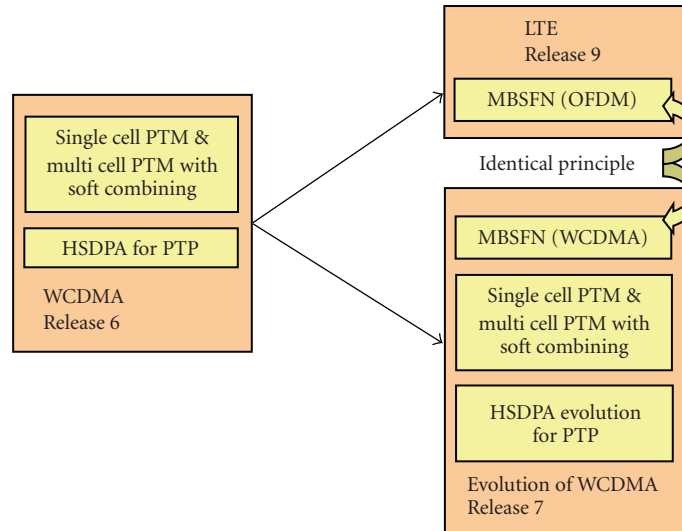 Single cell PTM &
multi cell PTM with
soft combining
HSDPA for PTP
WCDMA
Release 6
LTE
Release 9
MBSFN (OFDM)
Identical principle
MBSFN (WCDMA)
Single cell PTM &
multi cell PTM with
soft combining
HSDPA evolution
for PTP
Evolution of WCDMA
Release 7